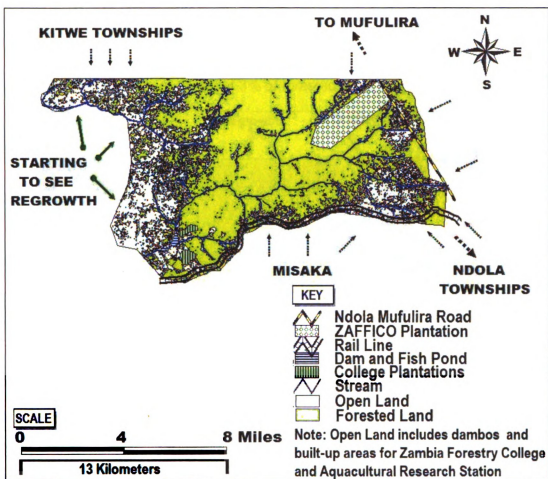 KITWE TOWNSHIPS
TO MUFULIRA
N
W E
S
STARTING
TO SEE
REGROWTH
MISAKA
NDOLA
TOWNSHIPS
KEY
Ndola Mufulira Road
ZAFFICO Plantation
Rail Line
Dam and Fish Pond
College Plantations
Stream
Open Land
Forested Land
SCALE
0 4 8 Miles
13 Kilometers
Note: Open Land includes dambos and
built-up areas for Zambia Forestry College
and Aquacultural Research Station